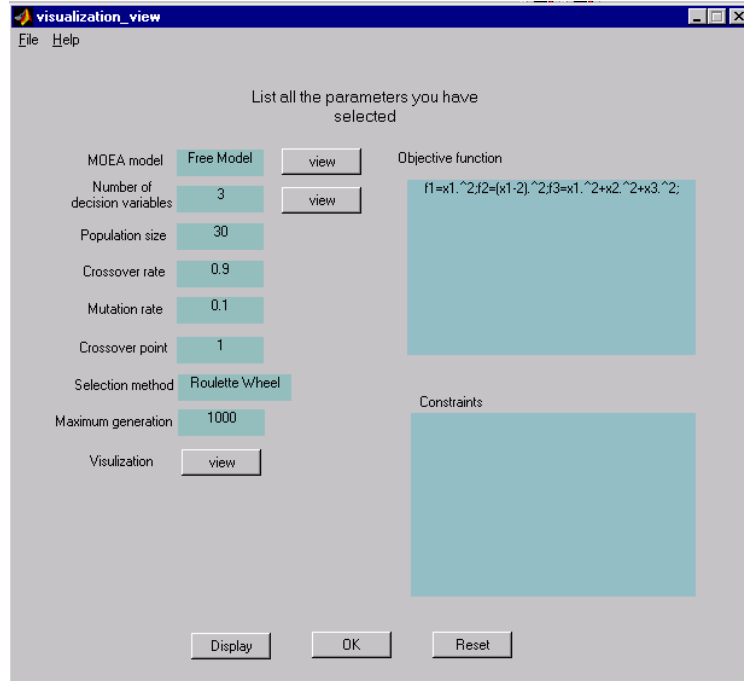 visualization_view
File Help
List all the parameters you have
selected
MOEA model Free Model view Objective function
Number of
decision variables 3 view
f1=x1.^2;f2=(x1-2).^2;f3=x1.^2+x2.^2+x3.^2;
Population size 30
Crossover rate 0.9
Mutation rate 0.1
Crossover point 1
Selection method Roulette Wheel
Constraints
Maximum generation 1000
Visulization view
Display OK Reset